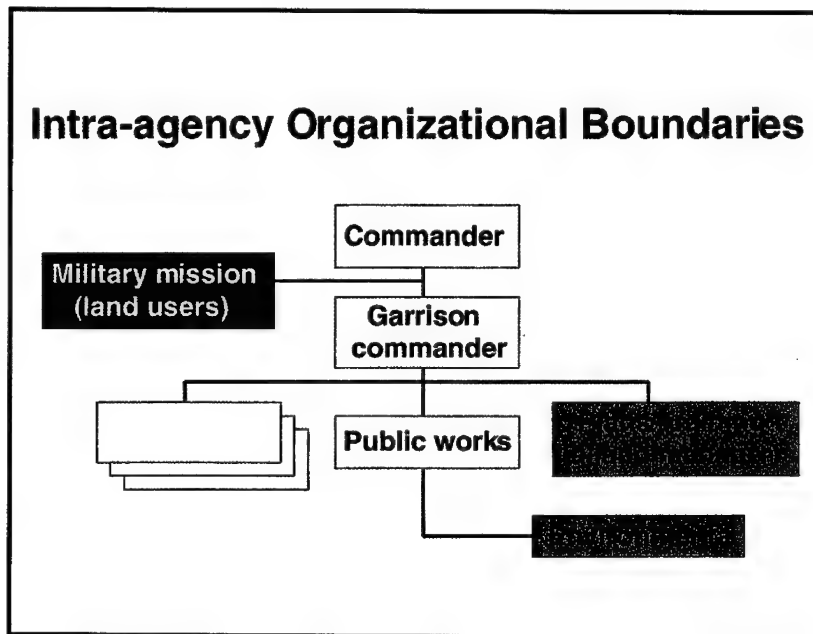 Intra-agency Organizational Boundaries
Commander
Military mission
(land users)
Garrison
commander
Public works